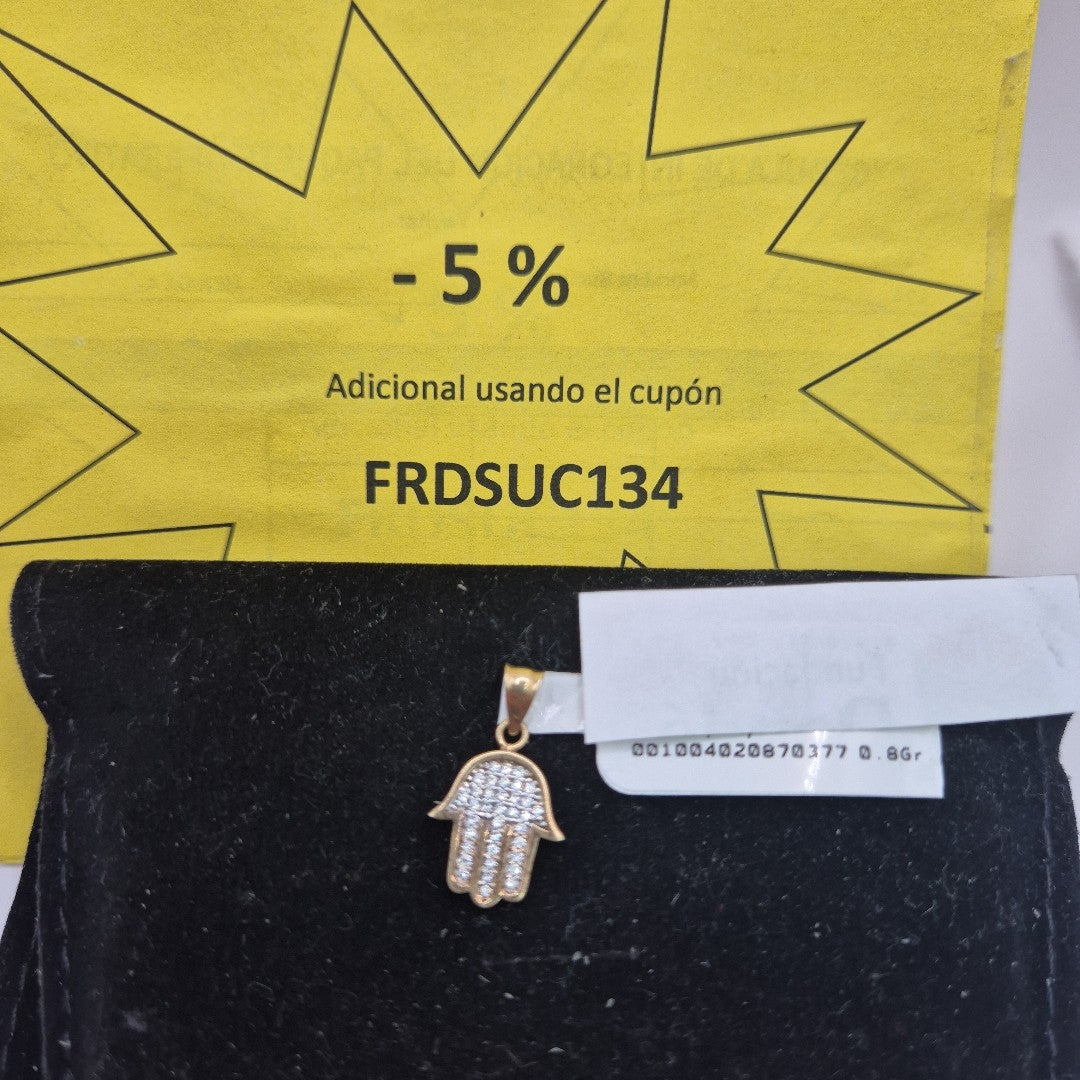 - 5 %
Adicional usando el cupón
FRDSUC134
001004020870377 0.8Gr